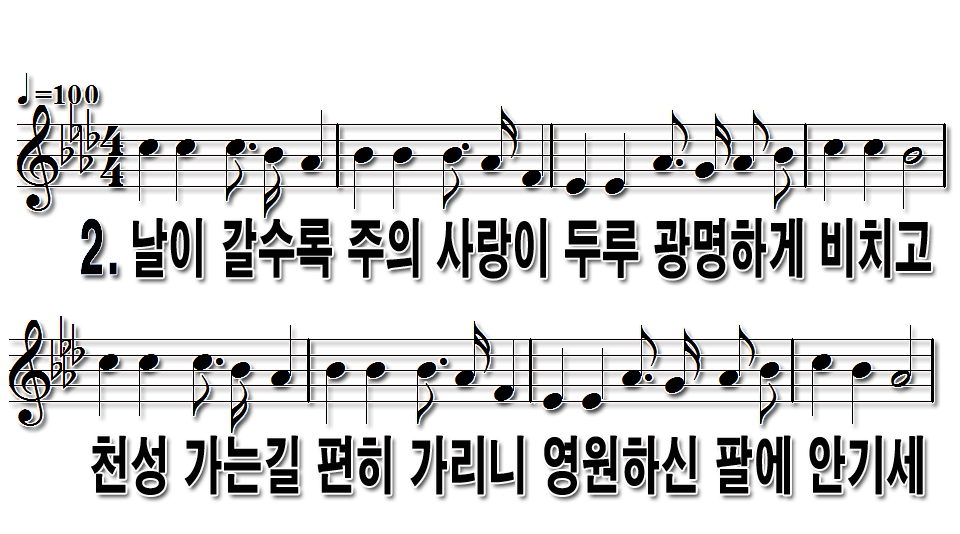 ♩=100
4
4
2. 날이 갈수록 주의 사랑이 두루 광명하게 비치고
천성 가는길 편히 가리니 영원하신 팔에 안기세